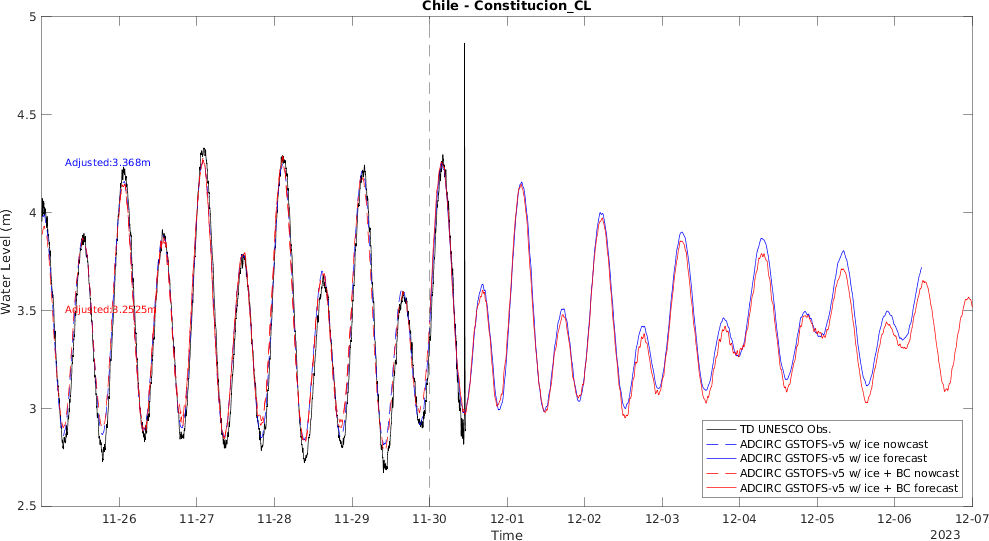 Chile - Constitucion_CL
Water Level (m)
5
4.5
4
3.5
3
2.5
Adjusted:3.368m
Adjusted:3.2525m
TD UNESCO Obs.
ADCIRC GSTOFS-v5 w/ ice nowcast
ADCIRC GSTOFS-v5 w/ ice forecast
ADCIRC GSTOFS-v5 w/ ice + BC nowcast
ADCIRC GSTOFS-v5 w/ ice + BC forecast
11-26 11-27 11-28 11-29 11-30 12-01 12-02 12-03 12-04 12-05 12-06 12-07
Time
2023